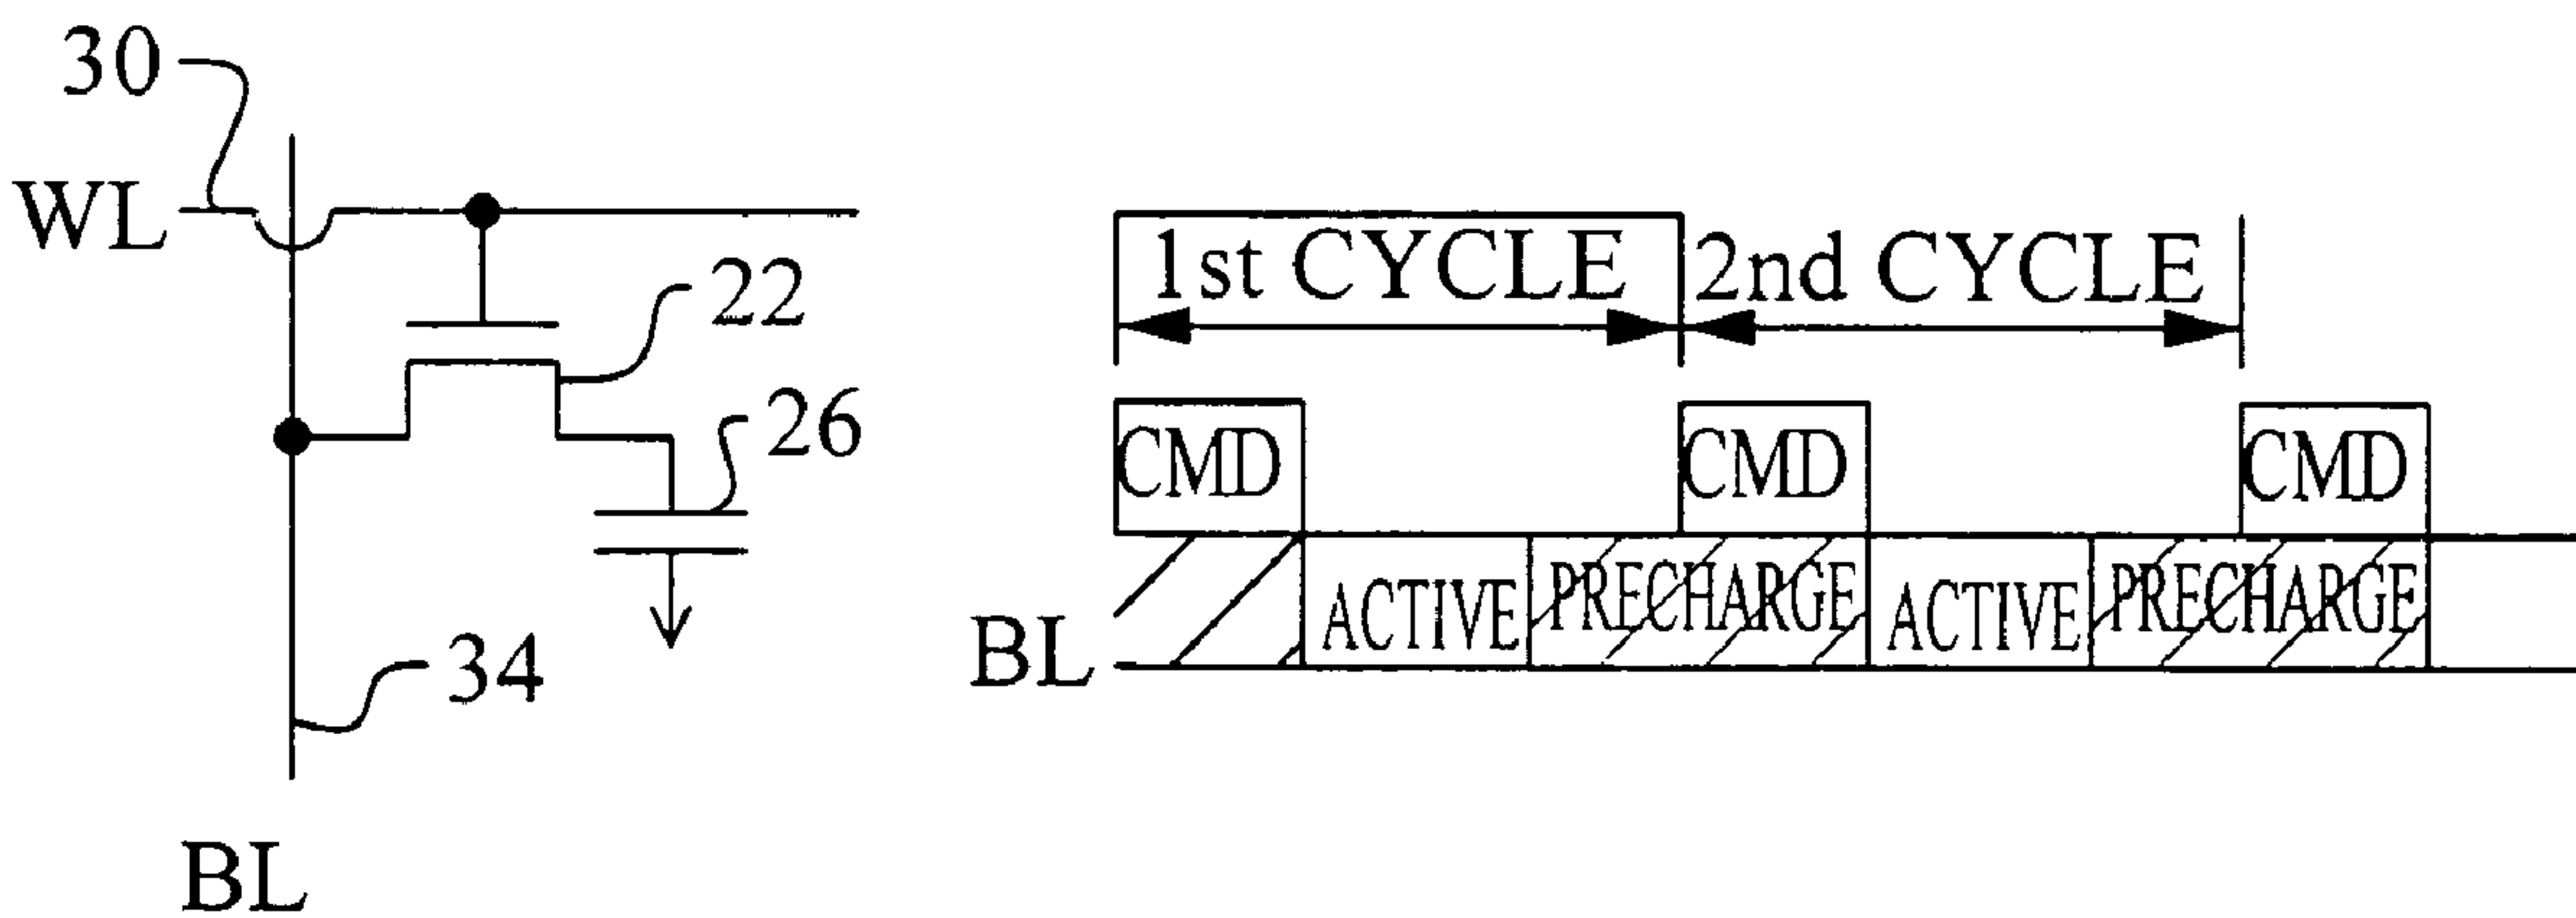 30
WL
22
26
34
BL
1st CYCLE 2nd CYCLE
CMD CMD CMD
BL ACTIVE PRECHARGE ACTIVE PRECHARGE